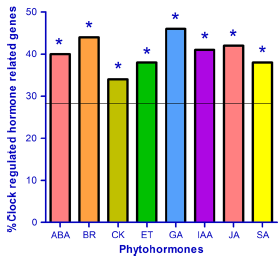 %Clock regulated hormone related genes
50
40
30
20
10
0
* * * * * * * *
ABA BR CK ET GA IAA JA SA
Phytohormones